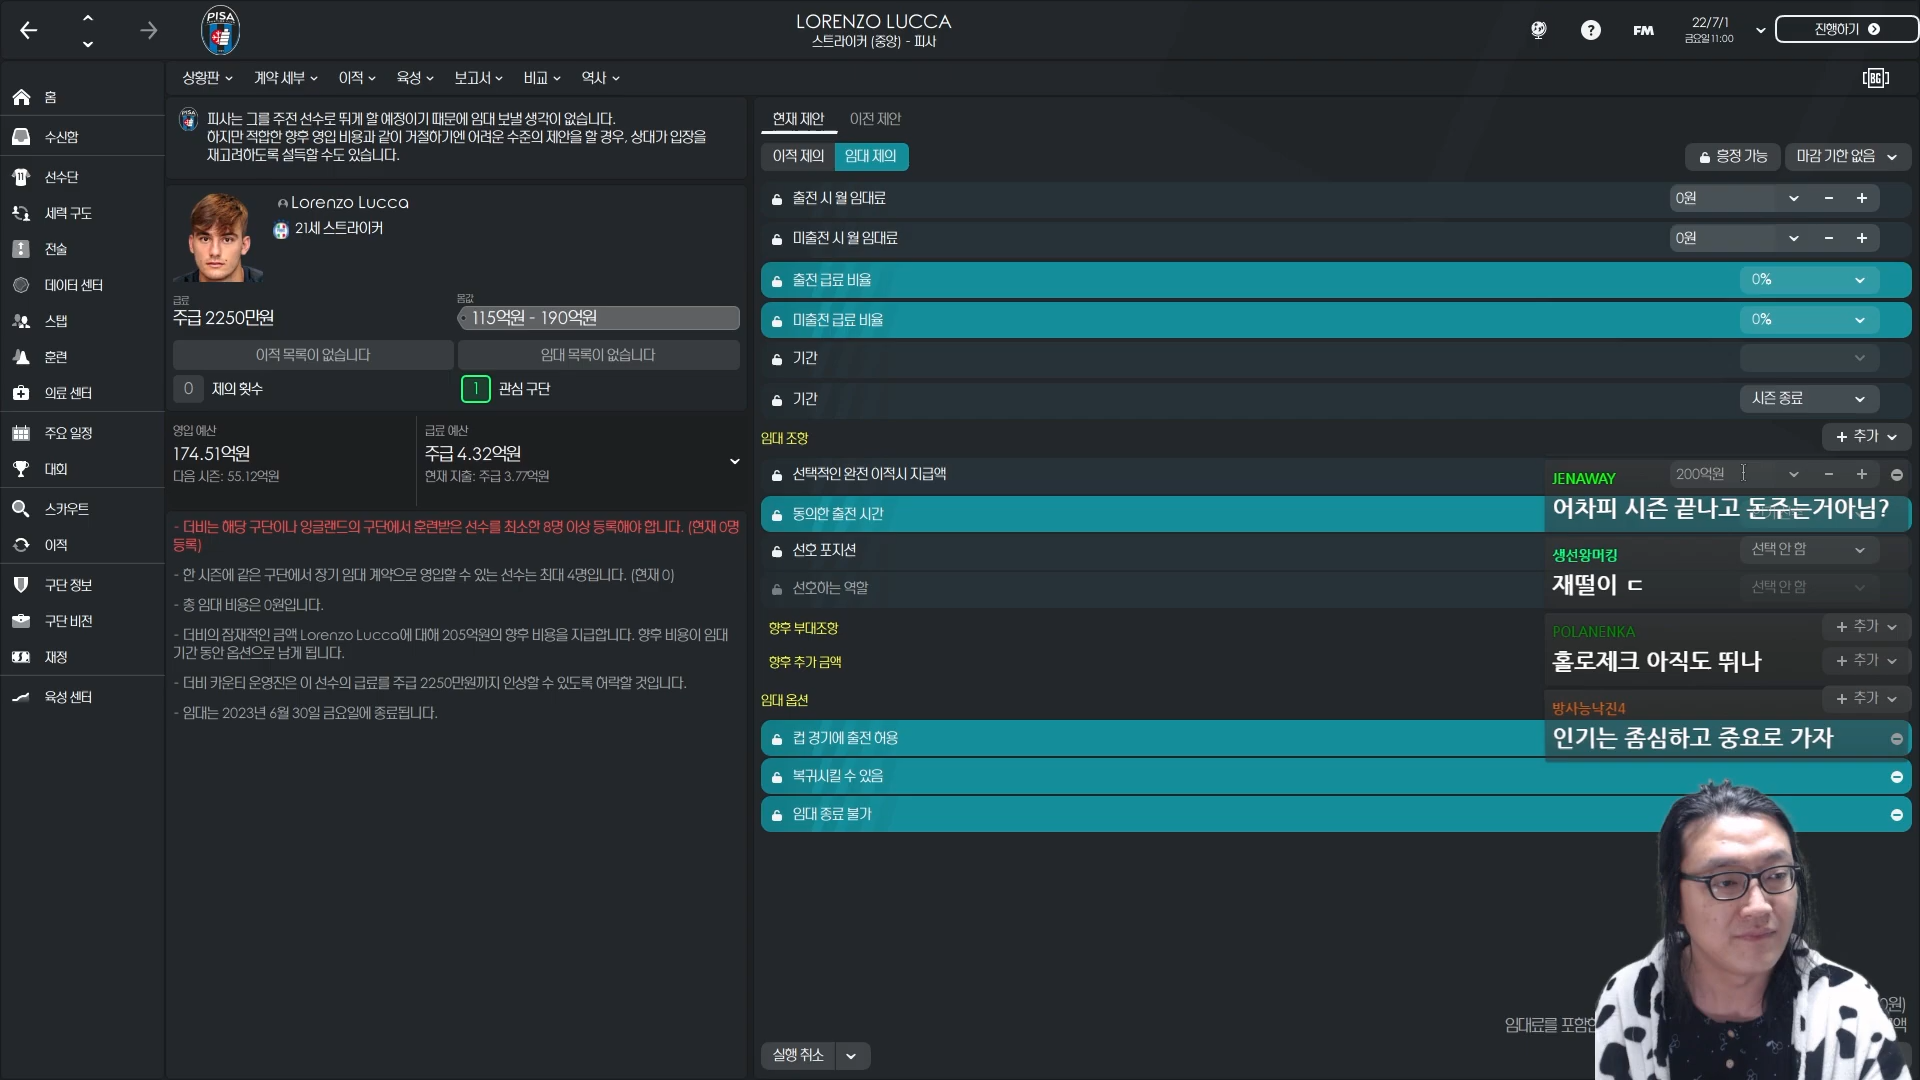 PISA
LORENZO LUCCA
스트라이커 (중앙) - 피사
?
FM
22/7/1
금요일 11:00
진행하기
홈
수신함
선수단
세력 구도
전술
데이터 센터
스탭
훈련
의료 센터
주요 일정
대회
스카우트
이적
구단 정보
구단 비전
재정
육성 센터
상황판
계약 세부
이적
육성
보고서
비교
역사
BG
피사는 그를 주전 선수로 뛰게 할 예정이기 때문에 임대 보낼 생각이 없습니다.
하지만 적합한 향후 영입 비용과 같이 거절하기엔 어려운 수준의 제안을 할 경우, 상대가 입장을
재고려하도록 설득할 수도 있습니다.
Lorenzo Lucca
21세 스트라이커
급료
주급 2250만원
몸값
115억원 - 190억원
이적 목록이 없습니다
임대 목록이 없습니다
0 제의 횟수
1 관심 구단
영입 예산
174.51억원
다음 시즌: 55.12억원
급료 예산
주급 4.32억원
현재 지출: 주급 3.77억원
- 더비는 해당 구단이나 잉글랜드의 구단에서 훈련받은 선수를 최소한 8명 이상 등록해야 합니다. (현재 0명
등록)
- 한 시즌에 같은 구단에서 장기 임대 계약으로 영입할 수 있는 선수는 최대 4명입니다. (현재 0)
- 총 임대 비용은 0원입니다.
- 더비의 잠재적인 금액 Lorenzo Lucca에 대해 205억원의 향후 비용을 지급합니다. 향후 비용이 임대
기간 동안 옵션으로 남게 됩니다.
- 더비 카운티 운영진은 이 선수의 급료를 주급 2250만원까지 인상할 수 있도록 허락할 것입니다.
- 임대는 2023년 6월 30일 금요일에 종료됩니다.
현재 제안
이전 제안
이적 제의
임대 제의
흥정 가능
마감 기한 없음
출전 시 월 임대료
0원
미출전 시 월 임대료
0원
출전 급료 비율
0%
미출전 급료 비율
0%
기간
기간
시즌 종료
임대 조항
+ 추가
선택적인 완전 이적시 지급액
200억원
동의한 출전 시간
선호 포지션
선택 안 함
선호하는 역할
선택 안 함
향후 부대조항
+ 추가
향후 추가 금액
+ 추가
임대 옵션
+ 추가
컵 경기에 출전 허용
복귀시킬 수 있음
임대 종료 불가
JENAWAY
어차피 시즌 끝나고 돈주는거아님?
생선왕머킹
재떨이 ㄷ
POLANENKA
홀로제크 아직도 뛰나
방사능낙진4
인기는 좀심하고 중요로 가자
임대료를 포함한
실행 취소